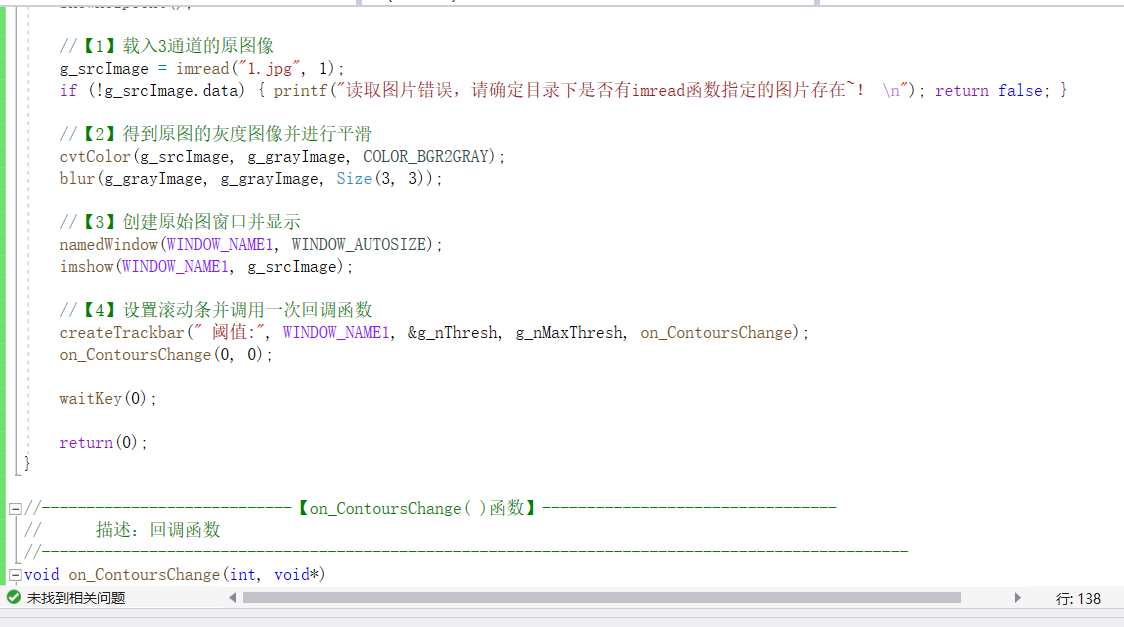 //【1】载入3通道的原图像
g_srcImage = imread("1.jpg", 1);
if (!g_srcImage.data) { printf("读取图片错误，请确定目录下是否有imread函数指定的图片存在~！ \n"); return false; }
//【2】得到原图的灰度图像并进行平滑
cvtColor(g_srcImage, g_grayImage, COLOR_BGR2GRAY);
blur(g_grayImage, g_grayImage, Size(3, 3));
//【3】创建原始图窗口并显示
namedWindow(WINDOW_NAME1, WINDOW_AUTOSIZE);
imshow(WINDOW_NAME1, g_srcImage);
//【4】设置滚动条并调用一次回调函数
createTrackbar(" 阈值:", WINDOW_NAME1, &g_nThresh, g_nMaxThresh, on_ContoursChange);
on_ContoursChange(0, 0);
waitKey(0);
return(0);
}
//----------------------------【on_ContoursChange( )函数】---------------------------------
//      描述：回调函数
//-------------------------------------------------------------------------------------------------
void on_ContoursChange(int, void*)
未找到相关问题 行: 138